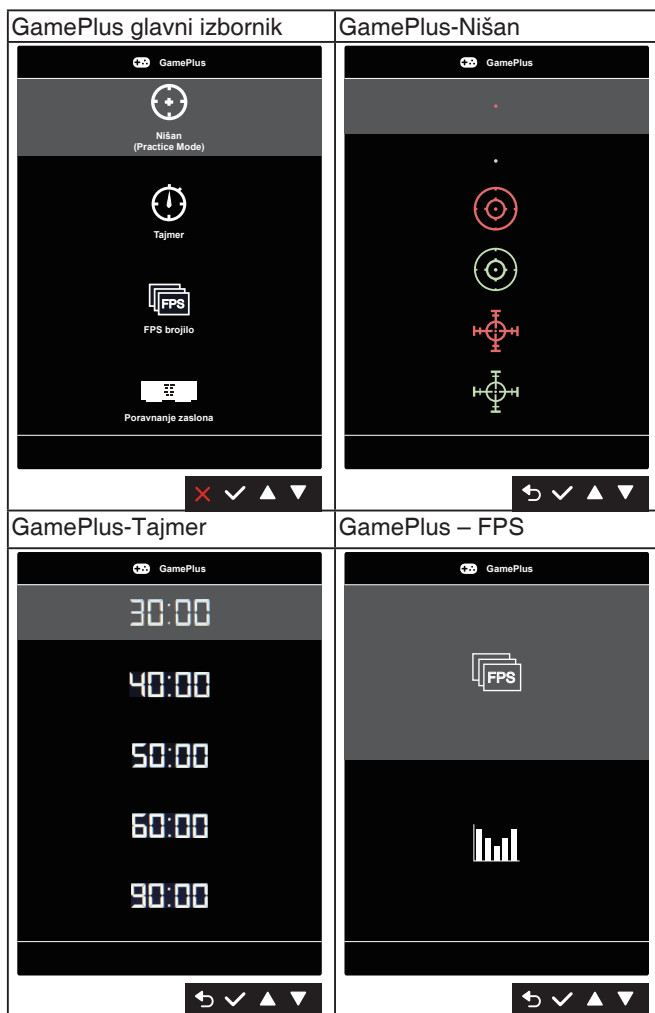 GamePlus glavni izbornik
GamePlus
Nišan
(Practice Mode)
Tajmer
FPS
FPS brojilo
Poravnanje zaslona
GamePlus-Nišan
GamePlus
GamePlus-Tajmer
GamePlus
30:00
40:00
50:00
60:00
90:00
GamePlus – FPS
GamePlus
FPS